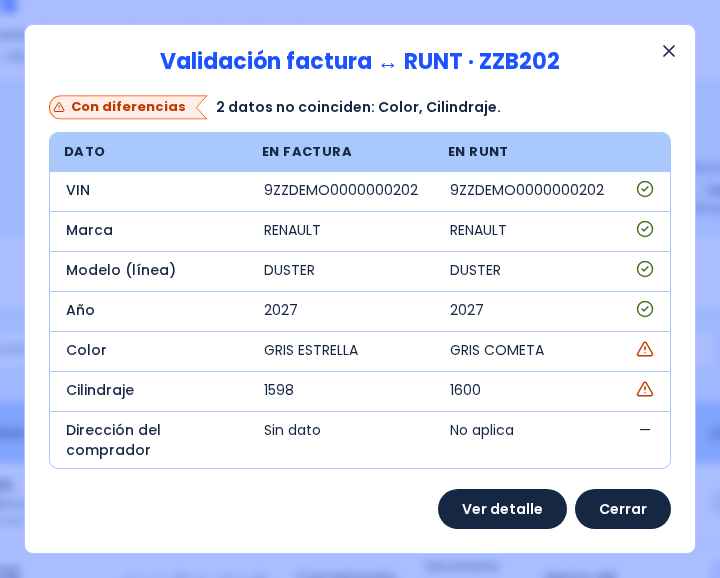 Validación factura ↔ RUNT · ZZB202
Con diferencias 2 datos no coinciden: Color, Cilindraje.
DATO EN FACTURA EN RUNT
VIN 9ZZDEMO0000000202 9ZZDEMO0000000202
Marca RENAULT RENAULT
Modelo (línea) DUSTER DUSTER
Año 2027 2027
Color GRIS ESTRELLA GRIS COMETA
Cilindraje 1598 1600
Dirección del Sin dato No aplica —
comprador
Ver detalle Cerrar